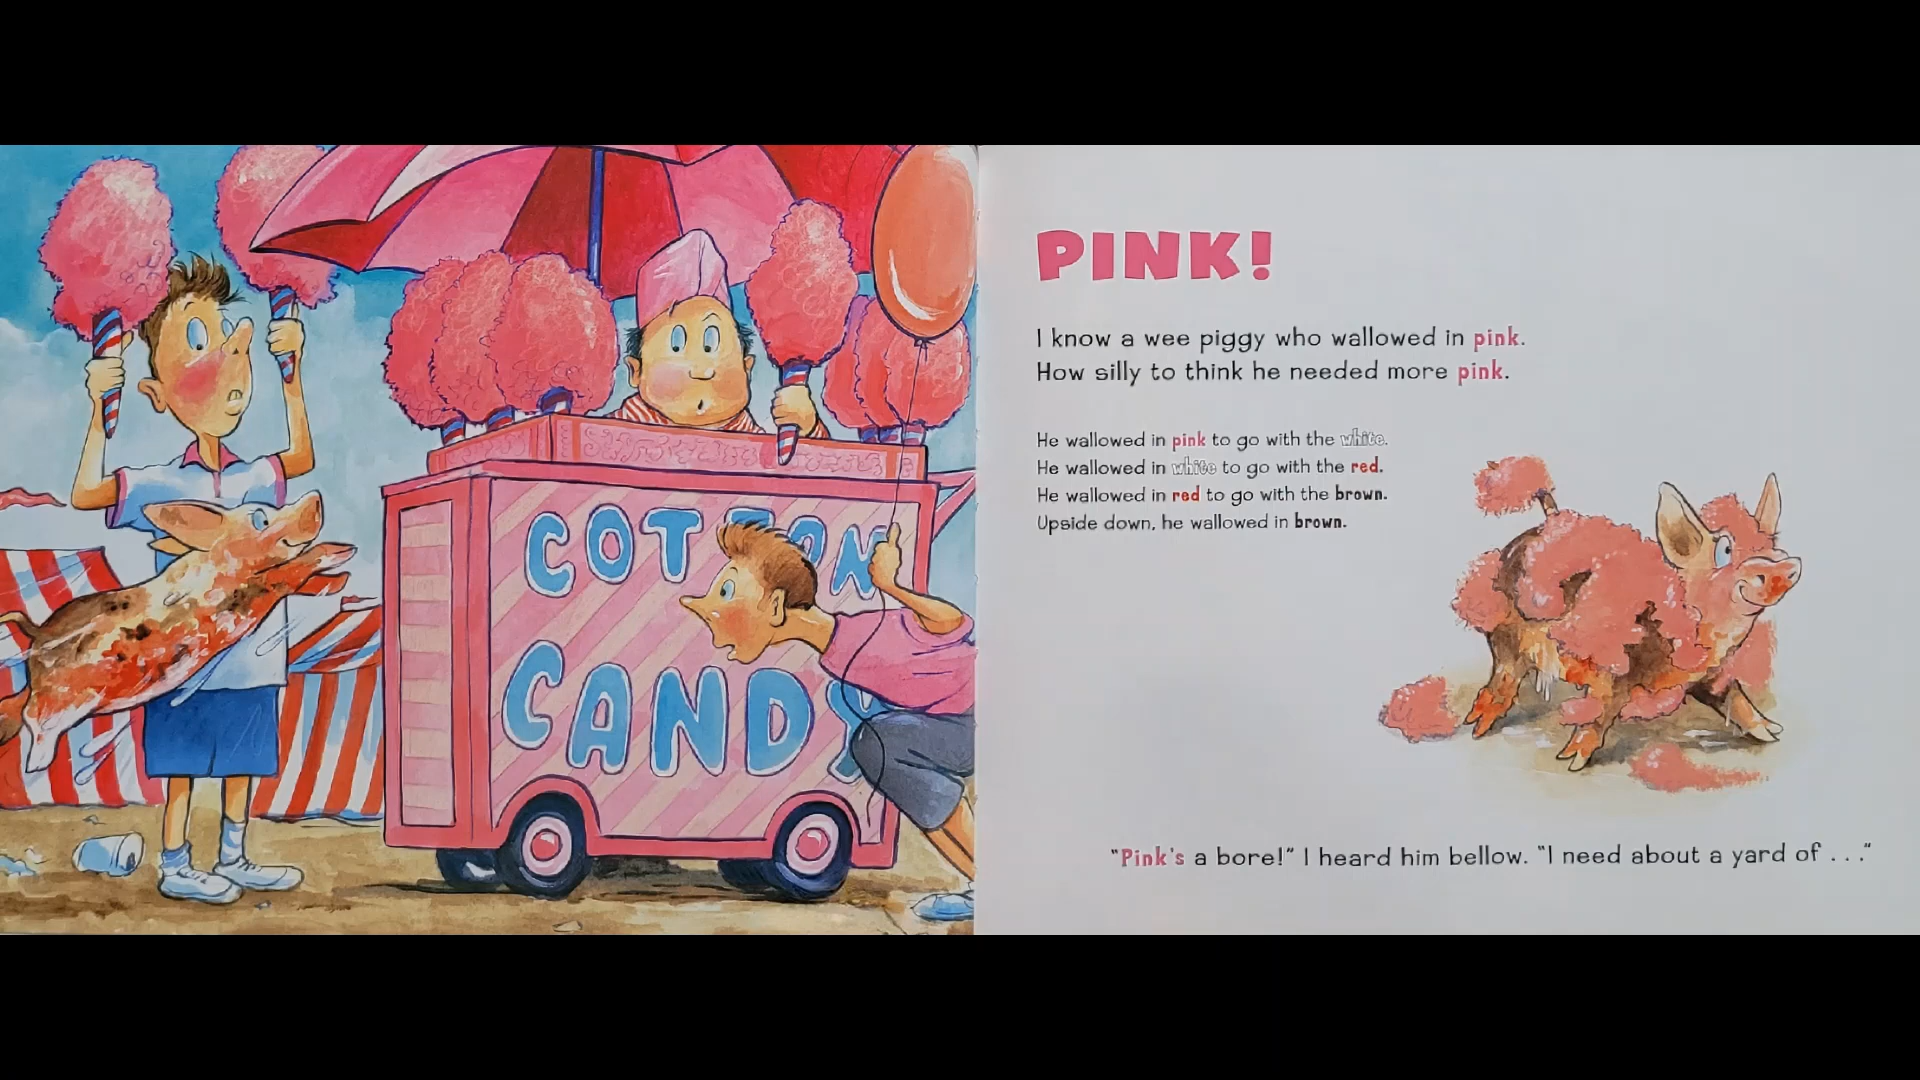 COTTON
CANDY
PINK!
I know a wee piggy who wallowed in pink.
How silly to think he needed more pink.
He wallowed in pink to go with the white.
He wallowed in white to go with the red.
He wallowed in red to go with the brown.
Upside down, he wallowed in brown.
"Pink's a bore!" I heard him bellow. "I need about a yard of . . ."